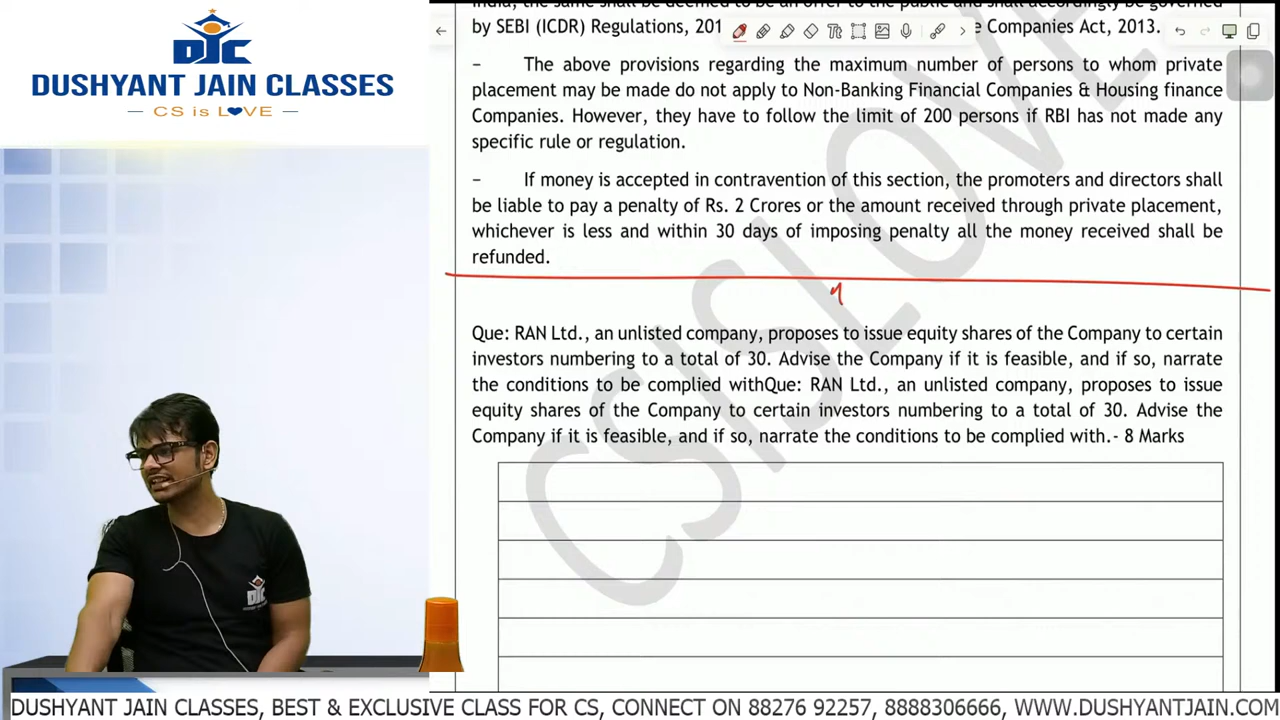 DJC
DUSHYANT JAIN CLASSES
CS is L VE
by SEBI (ICDR) Regulations, 201
e Companies Act, 2013.
– The above provisions regarding the maximum number of persons to whom private
placement may be made do not apply to Non-Banking Financial Companies & Housing finance
Companies. However, they have to follow the limit of 200 persons if RBI has not made any
specific rule or regulation.
– If money is accepted in contravention of this section, the promoters and directors shall
be liable to pay a penalty of Rs. 2 Crores or the amount received through private placement,
whichever is less and within 30 days of imposing penalty all the money received shall be
refunded.
Que: RAN Ltd., an unlisted company, proposes to issue equity shares of the Company to certain
investors numbering to a total of 30. Advise the Company if it is feasible, and if so, narrate
the conditions to be complied withQue: RAN Ltd., an unlisted company, proposes to issue
equity shares of the Company to certain investors numbering to a total of 30. Advise the
Company if it is feasible, and if so, narrate the conditions to be complied with.- 8 Marks
CSISLOVE
DJC
DUSHYANT JAIN CLASSES, BEST & EXCLUSIVE CLASS FOR CS, CONNECT ON 88276 92257, 8888306666, WWW.DUSHYANTJAIN.COM